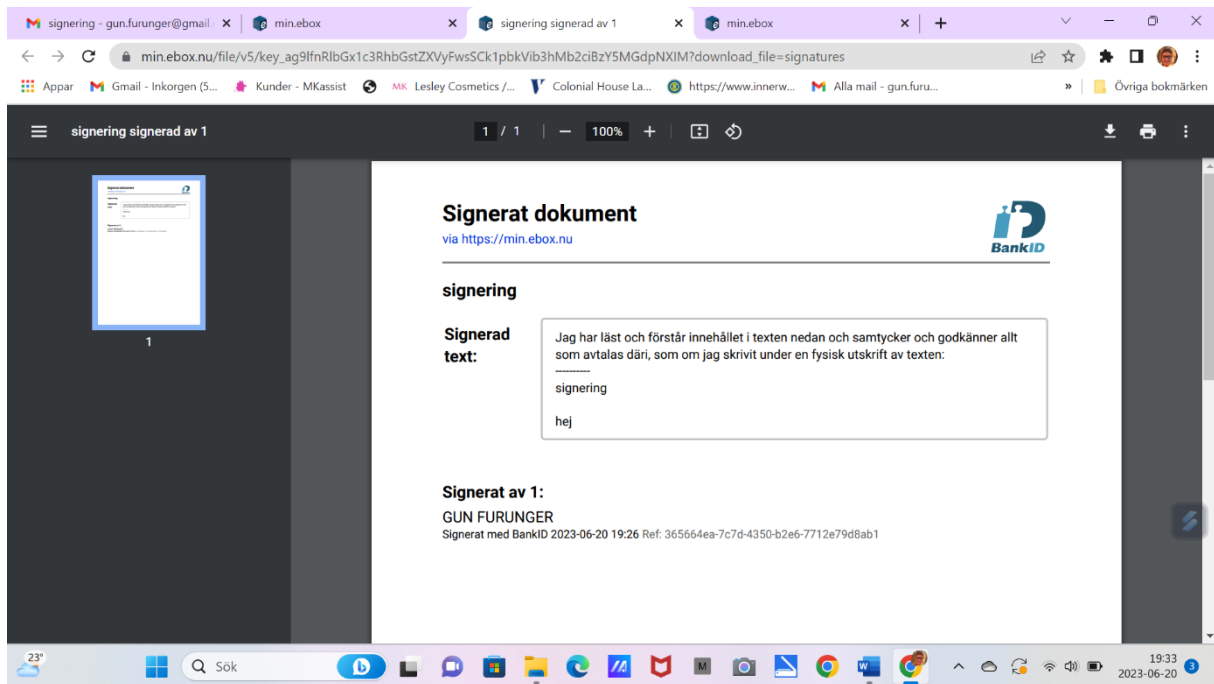 signering - gun.furunger@gmail.
min.ebox
signering signerad av 1
min.ebox
min.ebox.nu/file/v5/key_ag9lfnRlbGx1c3RhbGstZXVyFwsSCk1pbkVib3hMb2ciBzY5MGdpNXIM?download_file=signatures
Appar
Gmail - Inkorgen (5...
Kunder - MKassist
MK Lesley Cosmetics /...
Colonial House La...
https://www.innerw...
Alla mail - gun.furu...
»
Övriga bokmärken
signering signerad av 1
1 / 1
100%
1
Signerat dokument
via https://min.ebox.nu
BankID
signering
Signerad
text:
Jag har läst och förstår innehållet i texten nedan och samtycker och godkänner allt
som avtalas däri, som om jag skrivit under en fysisk utskrift av texten:
----------
signering
hej
Signerat av 1:
GUN FURUNGER
Signerat med BankID 2023-06-20 19:26 Ref: 365664ea-7c7d-4350-b2e6-7712e79d8ab1
23°
Sök
19:33
2023-06-20
3